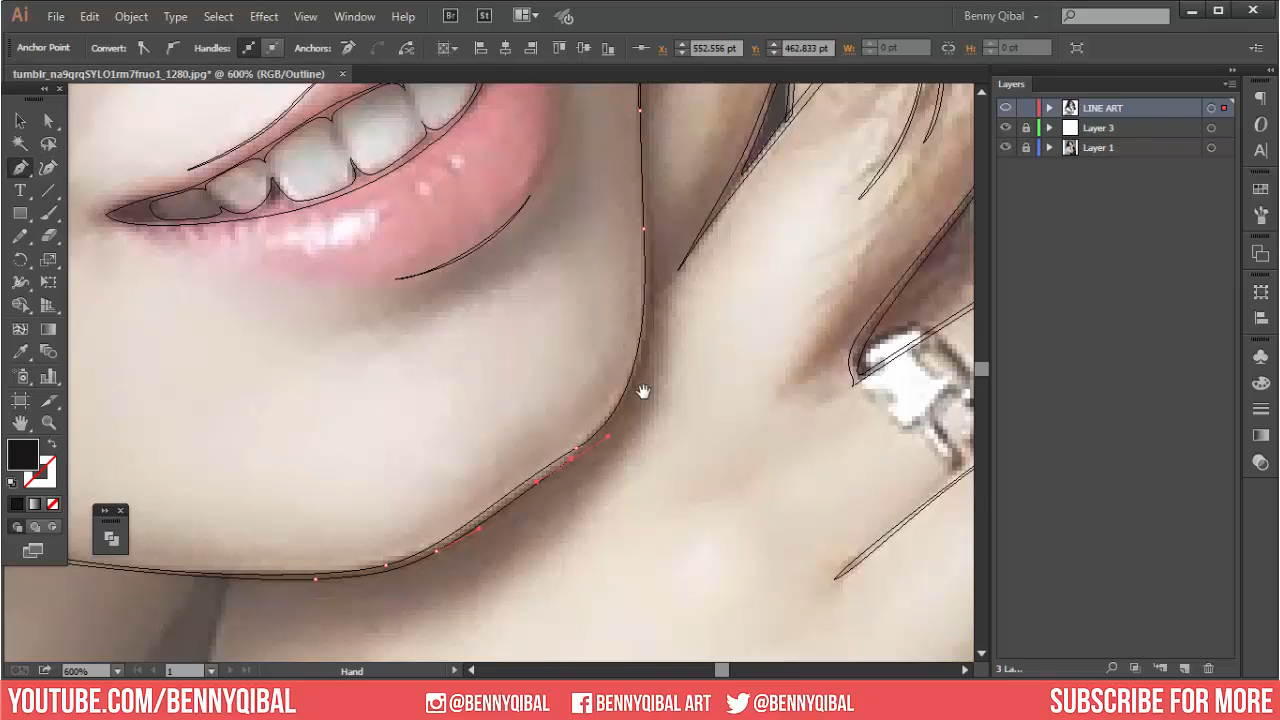 Ai File Edit Object Type Select Effect View Window Help Br St Benny Qibal
Anchor Point Convert: Handles: Anchors: X: 552.556 pt Y: 462.833 pt W: 0 pt H: 0 pt
tumblr_na9qrqSYLO1rm7fruo1_1280.jpg* @ 600% (RGB/Outline)
Layers
LINE ART
Layer 3
Layer 1
600% 1 Hand 3 La...
YOUTUBE.COM/BENNYQIBAL @BENNYQIBAL BENNYQIBAL ART @BENNYQIBAL SUBSCRIBE FOR MORE